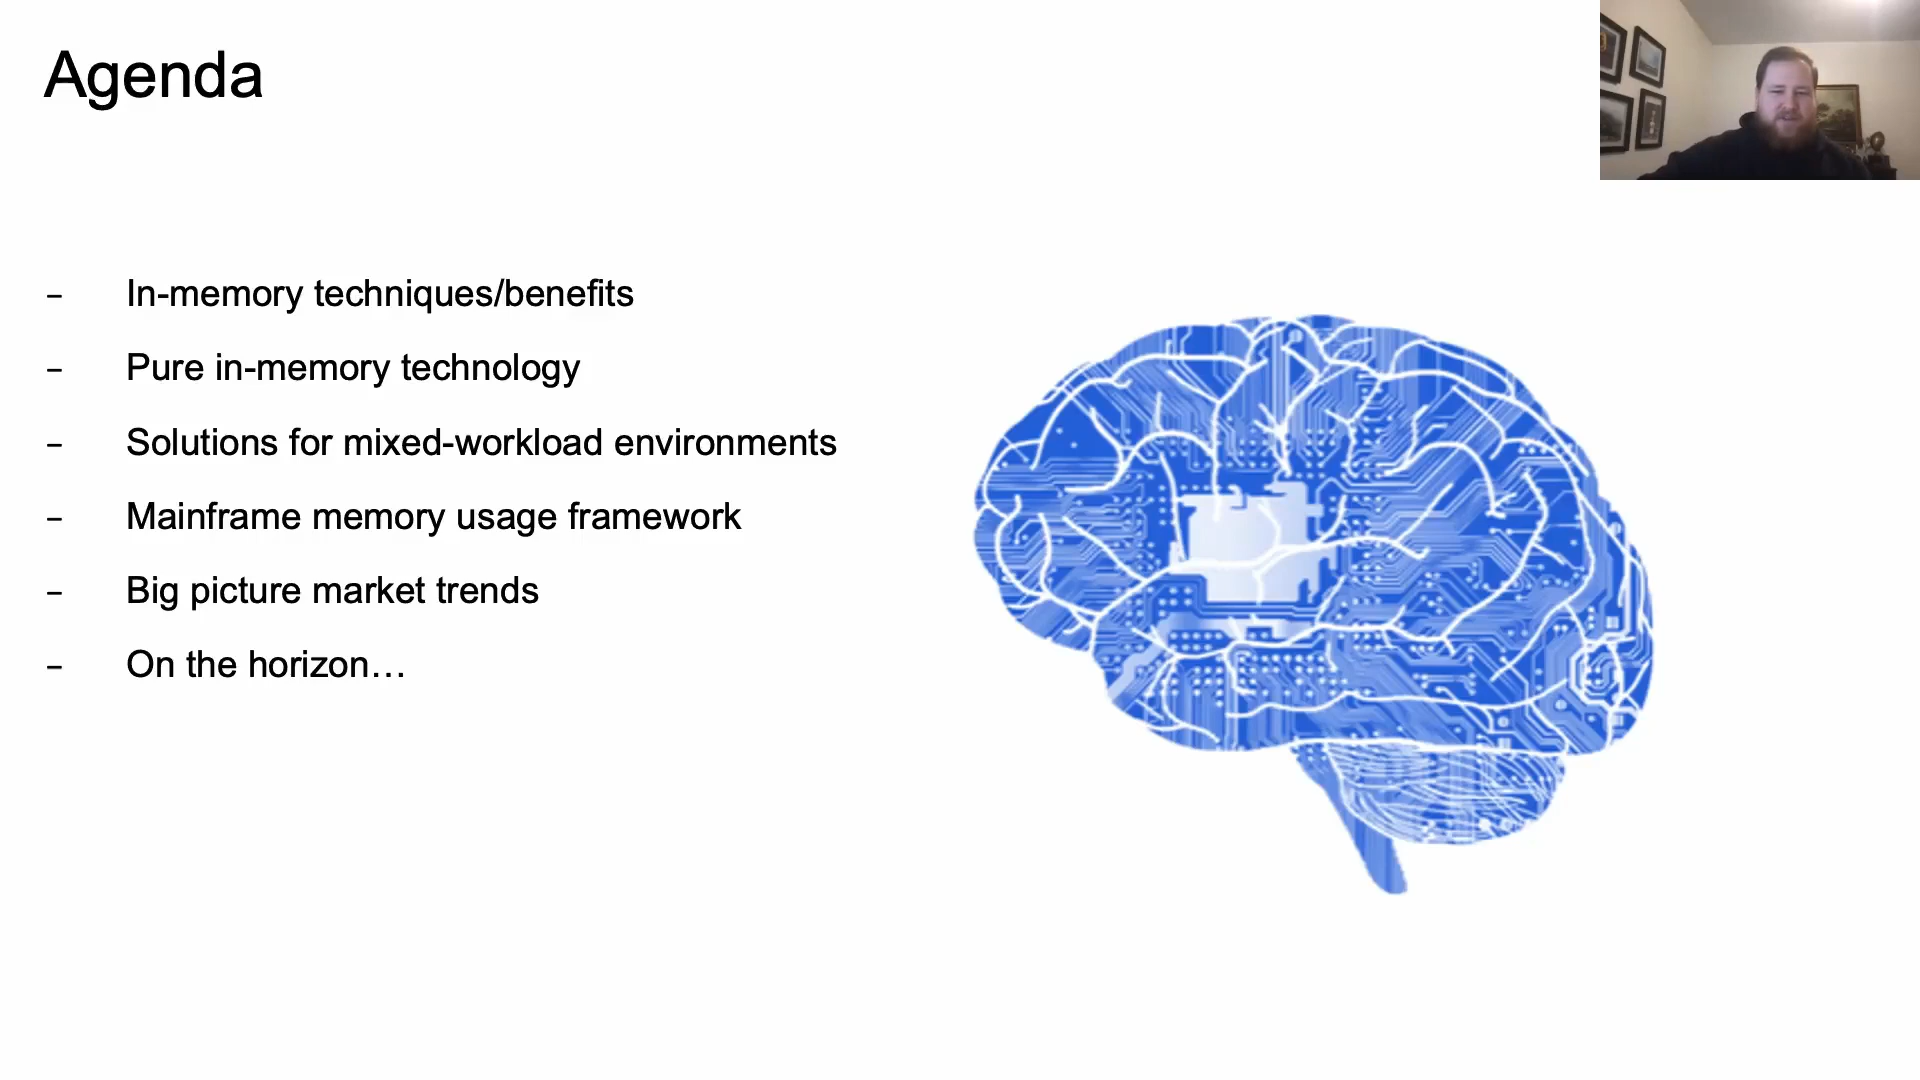 Agenda
– In-memory techniques/benefits
– Pure in-memory technology
– Solutions for mixed-workload environments
– Mainframe memory usage framework
– Big picture market trends
– On the horizon…